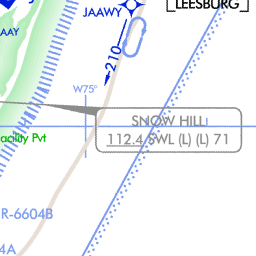 JAAWY
LEESBURG
AAY
210
W75°
SNOW HILL
112.4 SWL (L) (L) 71
acility Pvt
R-6604B
4A